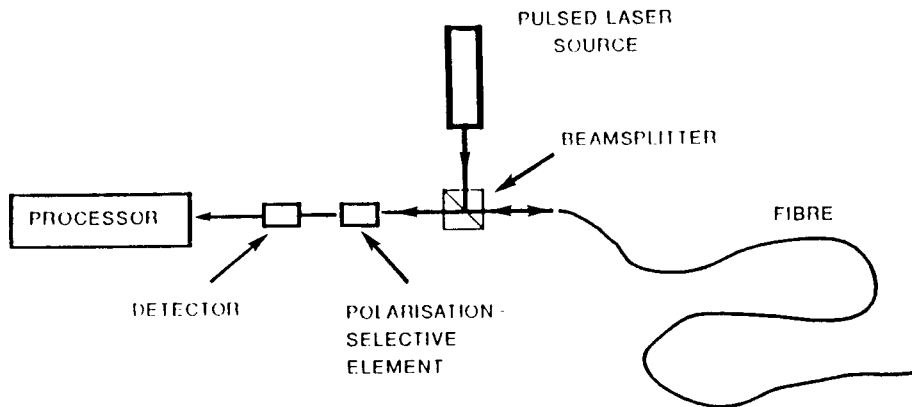 PULSED LASER
SOURCE
BEAMSPLITTER
PROCESSOR
FIBRE
DETECTOR
POLARISATION-
SELECTIVE
ELEMENT